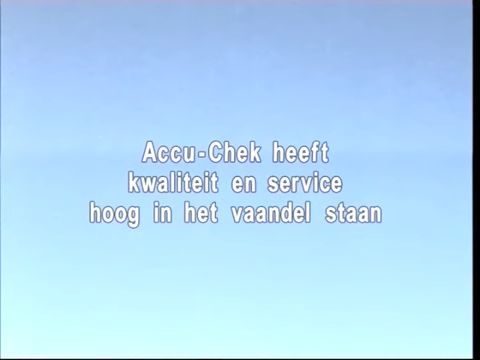 Accu-Chek heeft
kwaliteit en service
hoog in het vaandel staan